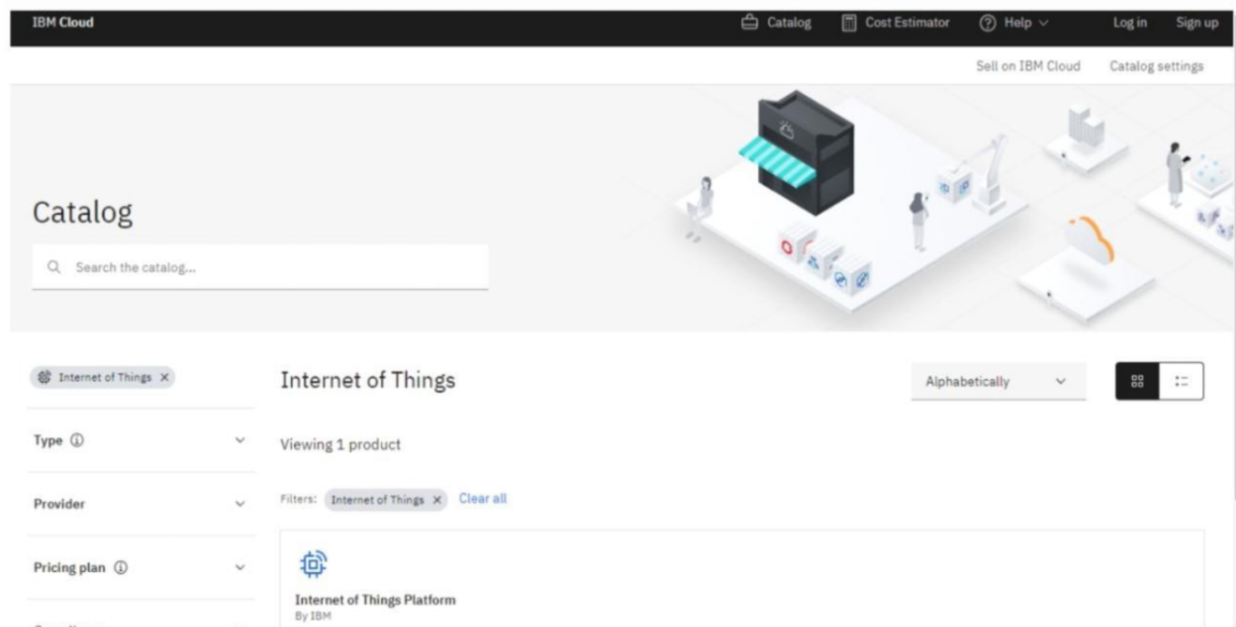 IBM Cloud
Catalog
Cost Estimator
Help
Log in
Sign up
Sell on IBM Cloud
Catalog settings
Catalog
Search the catalog...
Internet of Things
Type
Provider
Pricing plan
Internet of Things
Alphabetically
Viewing 1 product
Filters: Internet of Things Clear all
Internet of Things Platform
By IBM